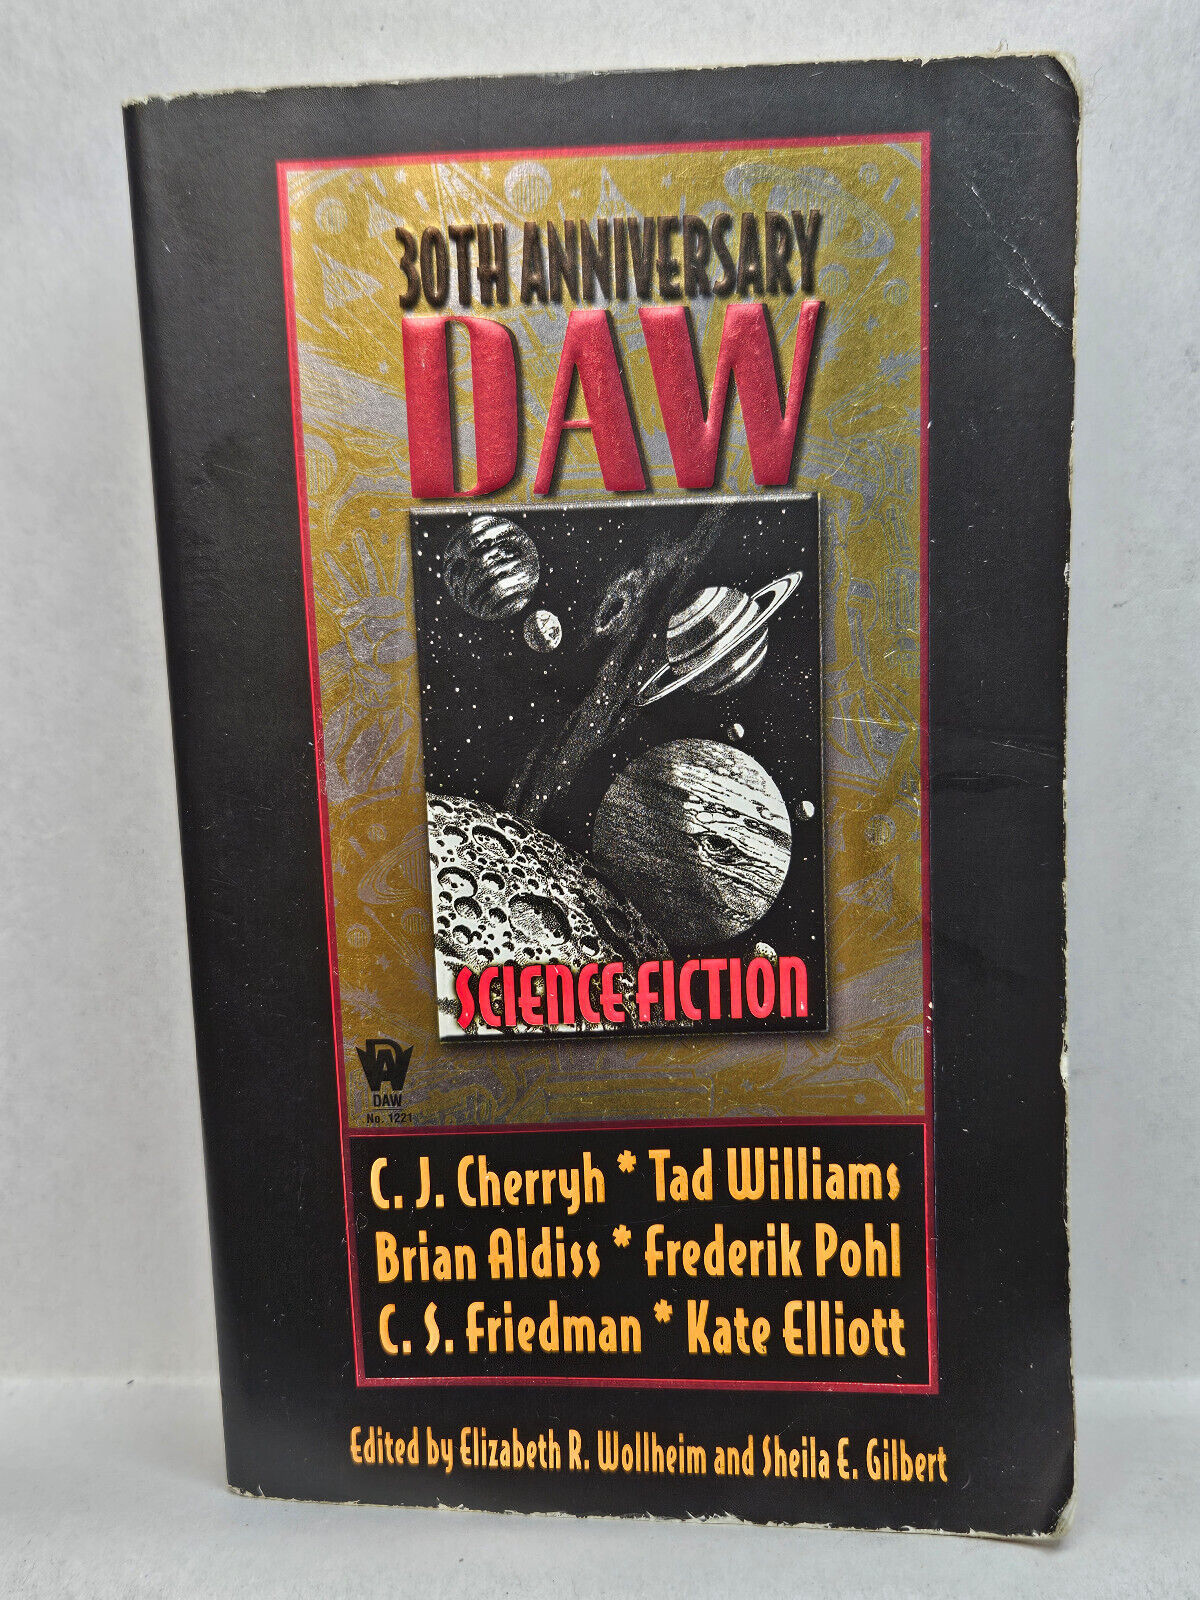 30TH ANNIVERSARY
DAW
SCIENCE FICTION
DAW
DAW
No. 1221
C. J. Cherryh * Tad Williams
Brian Aldiss * Frederik Pohl
C. S. Friedman * Kate Elliott
Edited by Elizabeth R. Wollheim and Sheila E. Gilbert